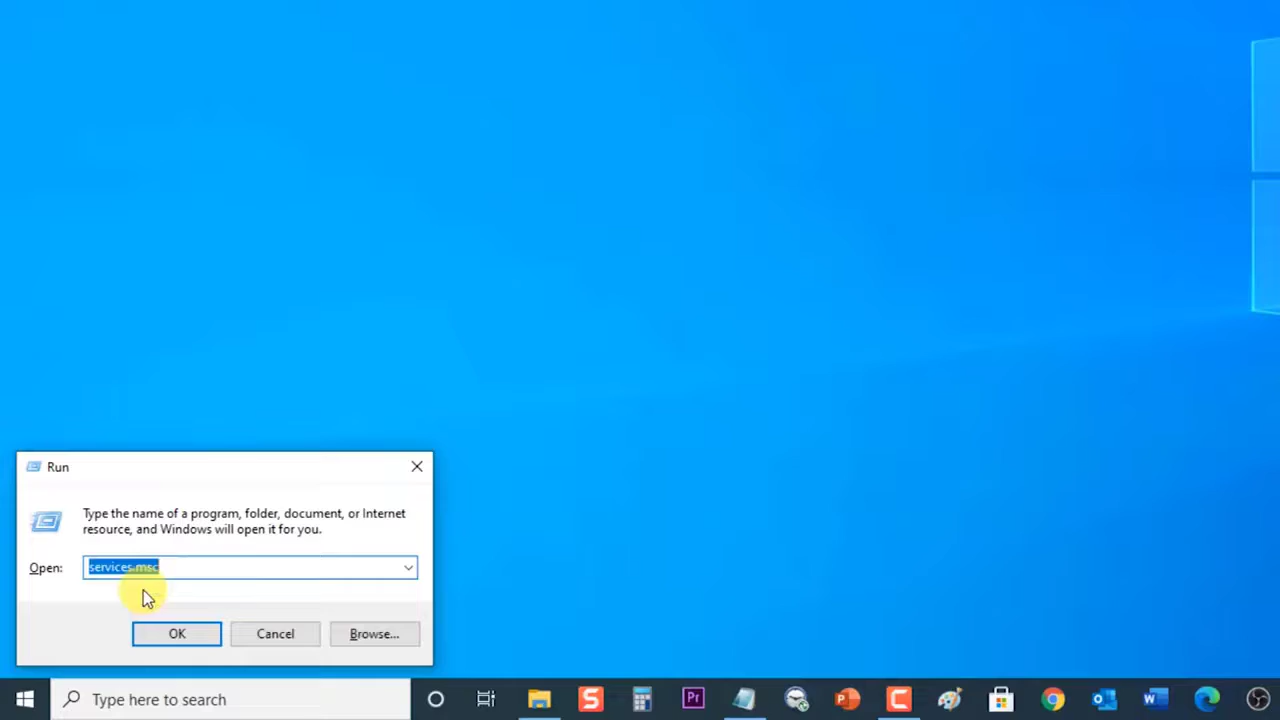 Run
Type the name of a program, folder, document, or Internet
resource, and Windows will open it for you.
Open:
services.msc
OK
Cancel
Browse...
Type here to search
S
Pr
P
C
O
W